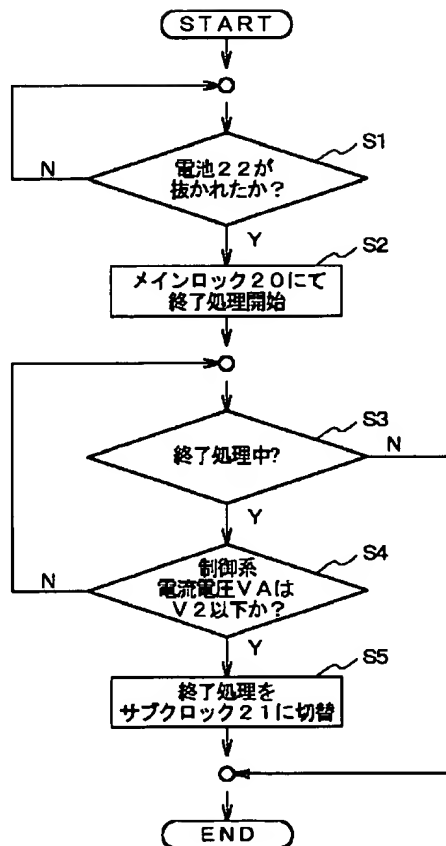 START
S1
電池22が
抜かれたか?
N
Y
S2
メインロック20にて
終了処理開始
S3
終了処理中?
N
Y
S4
制御系
電流電圧VAは
V2以下か?
N
Y
S5
終了処理を
サブクロック21に切替
END